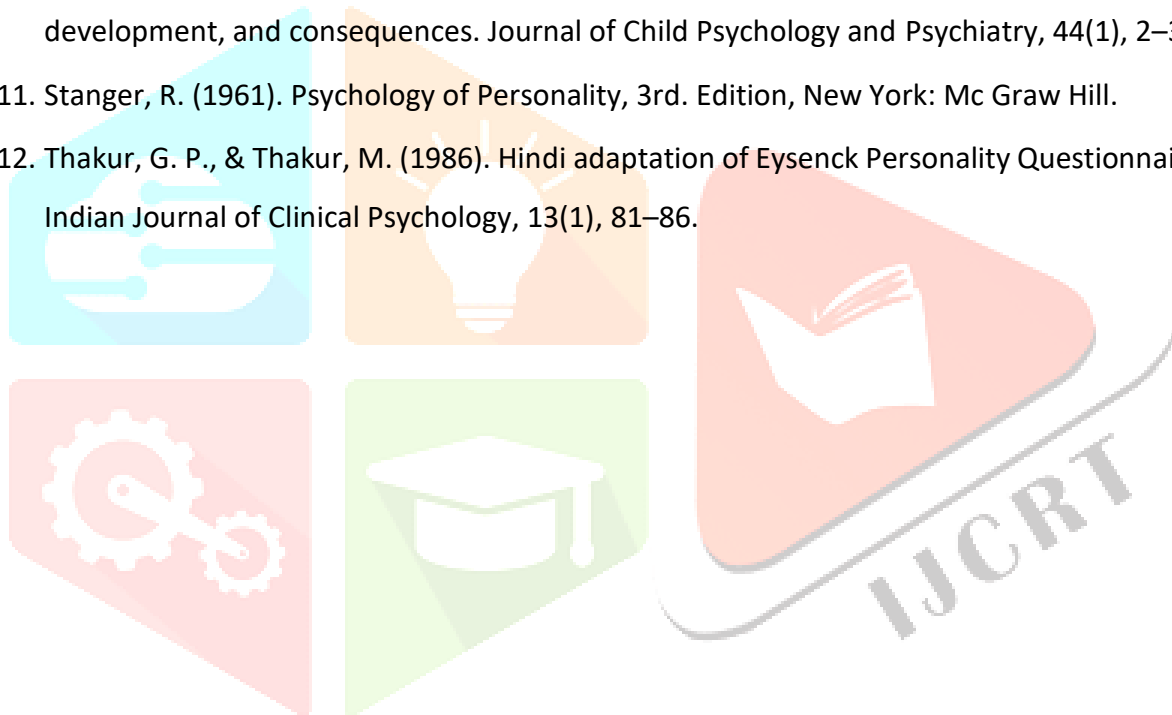 development, and consequences. Journal of Child Psychology and Psychiatry, 44(1), 2–3
11. Stanger, R. (1961). Psychology of Personality, 3rd. Edition, New York: Mc Graw Hill.
12. Thakur, G. P., & Thakur, M. (1986). Hindi adaptation of Eysenck Personality Questionnai
Indian Journal of Clinical Psychology, 13(1), 81–86.
IJCRT